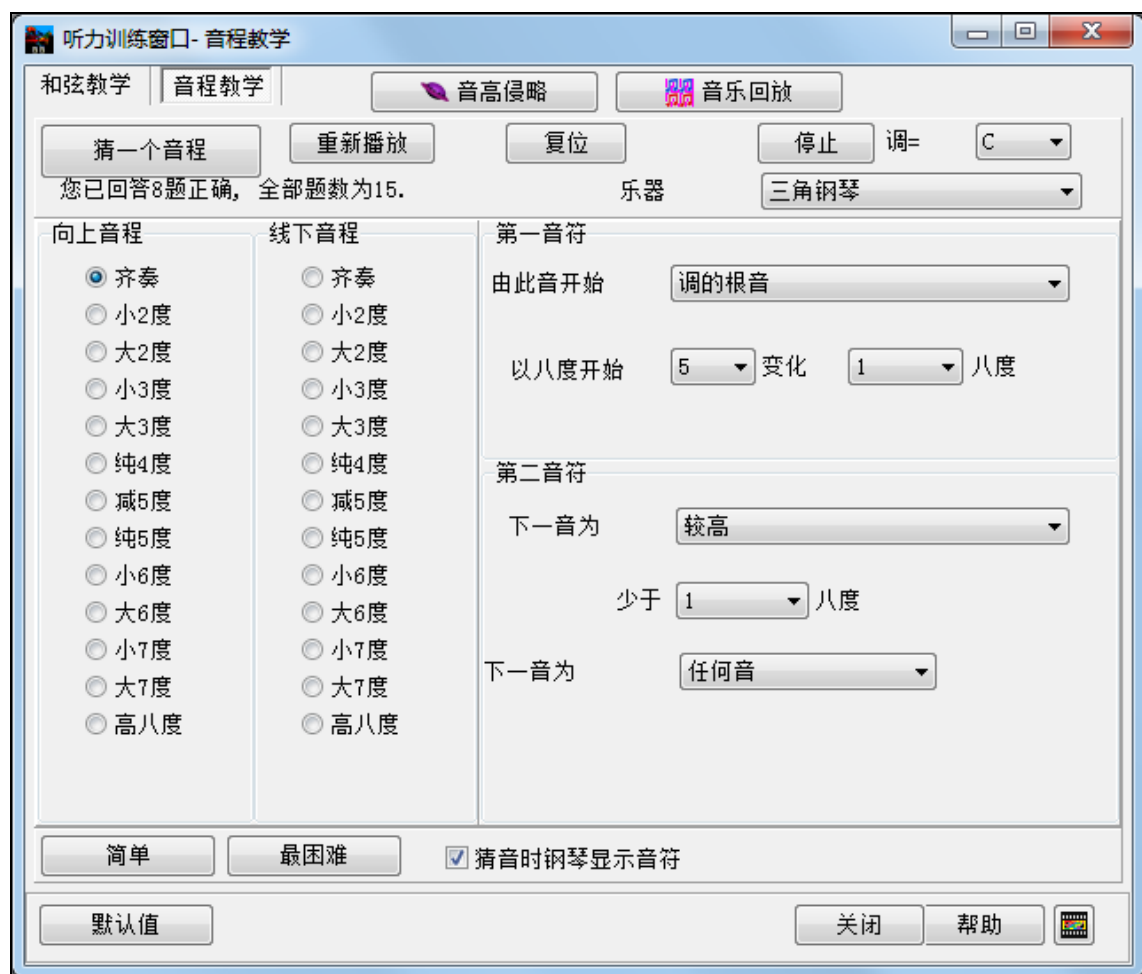 听力训练窗口- 音程教学
和弦教学 音程教学 音高侵略 音乐回放
猜一个音程 重新播放 复位 停止 调= C
您已回答8题正确, 全部题数为15. 乐器 三角钢琴
向上音程 线下音程 第一音符
齐奏 齐奏 由此音开始 调的根音
小2度 小2度
大2度 大2度 以八度开始 5 变化 1 八度
小3度 小3度
大3度 大3度
纯4度 纯4度 第二音符
减5度 减5度 下一音为 较高
纯5度 纯5度
小6度 小6度 少于 1 八度
大6度 大6度
小7度 小7度 下一音为 任何音
大7度 大7度
高八度 高八度
简单 最困难 猜音时钢琴显示音符
默认值 关闭 帮助